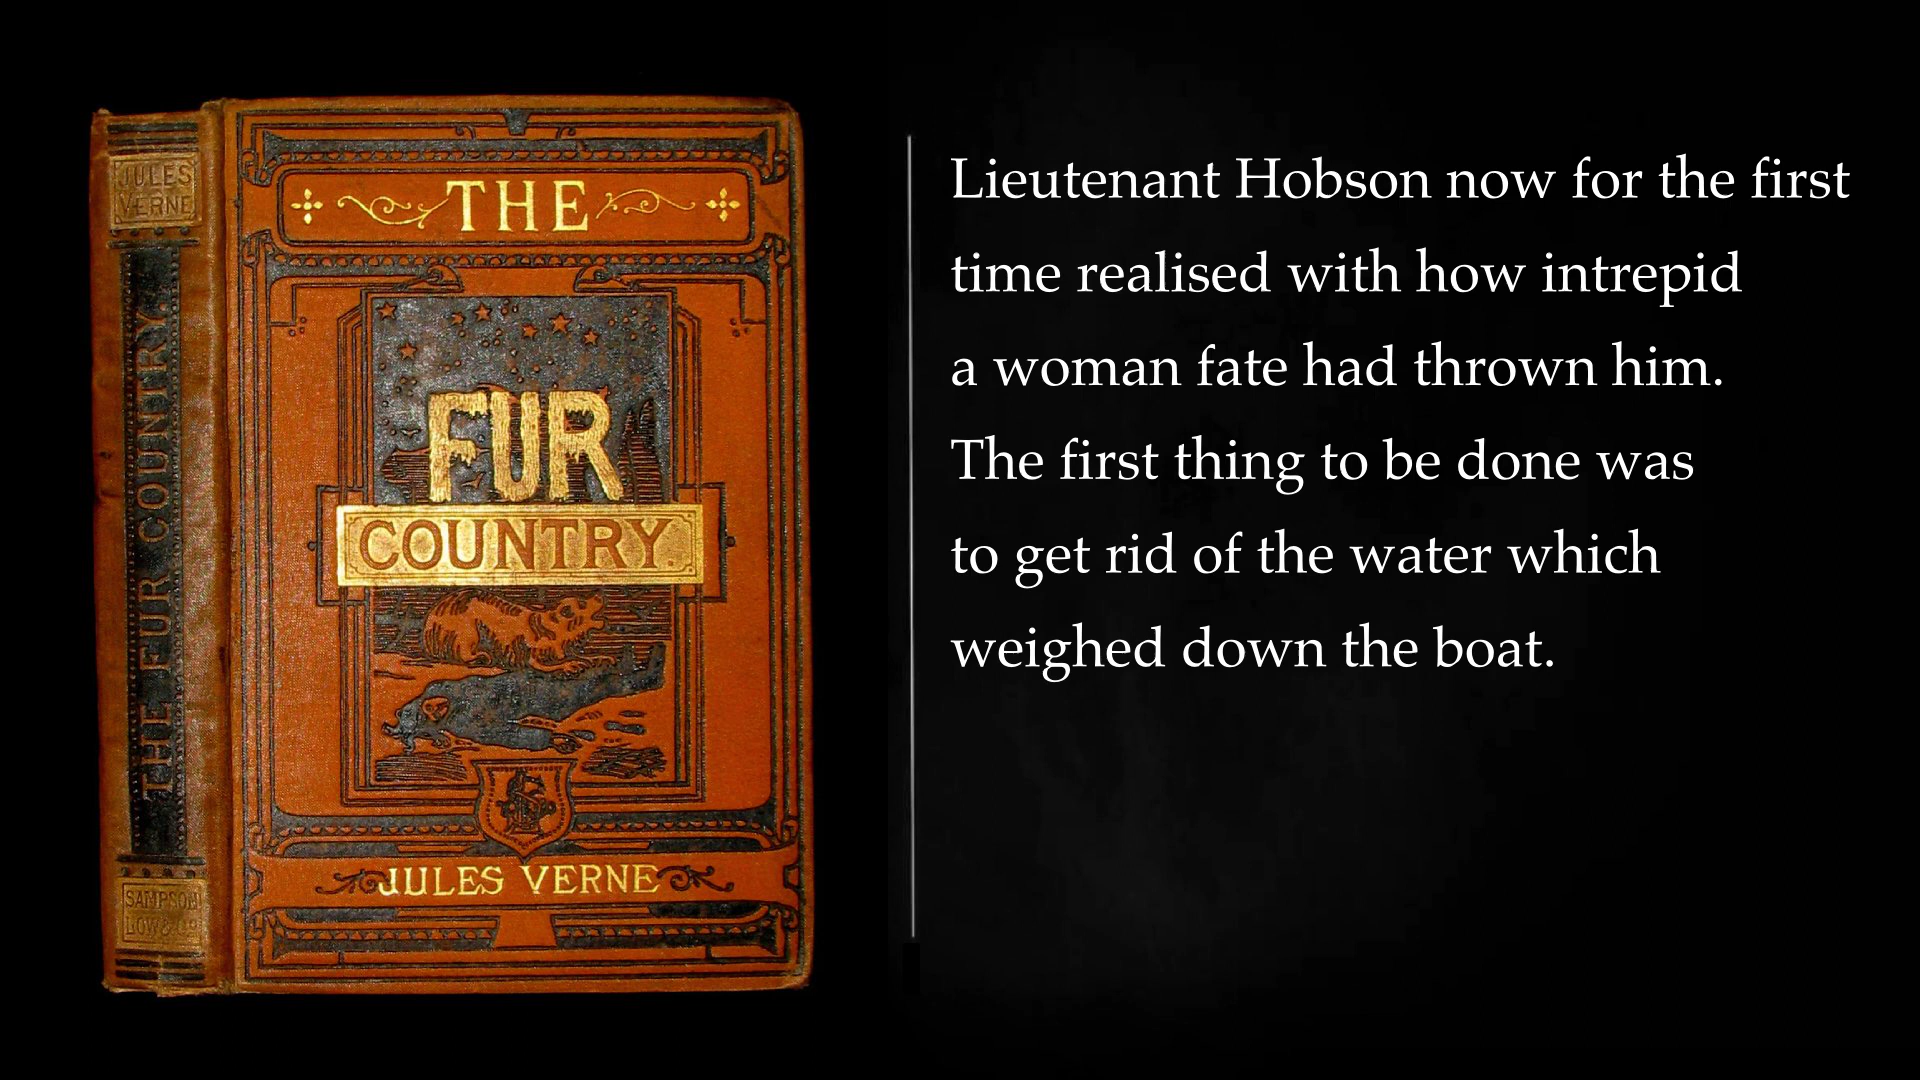 JULES
VERNE
THE FUR COUNTRY.
SAMPSON
LOW & Co
THE
FUR
COUNTRY.
JULES VERNE
Lieutenant Hobson now for the first
time realised with how intrepid
a woman fate had thrown him.
The first thing to be done was
to get rid of the water which
weighed down the boat.